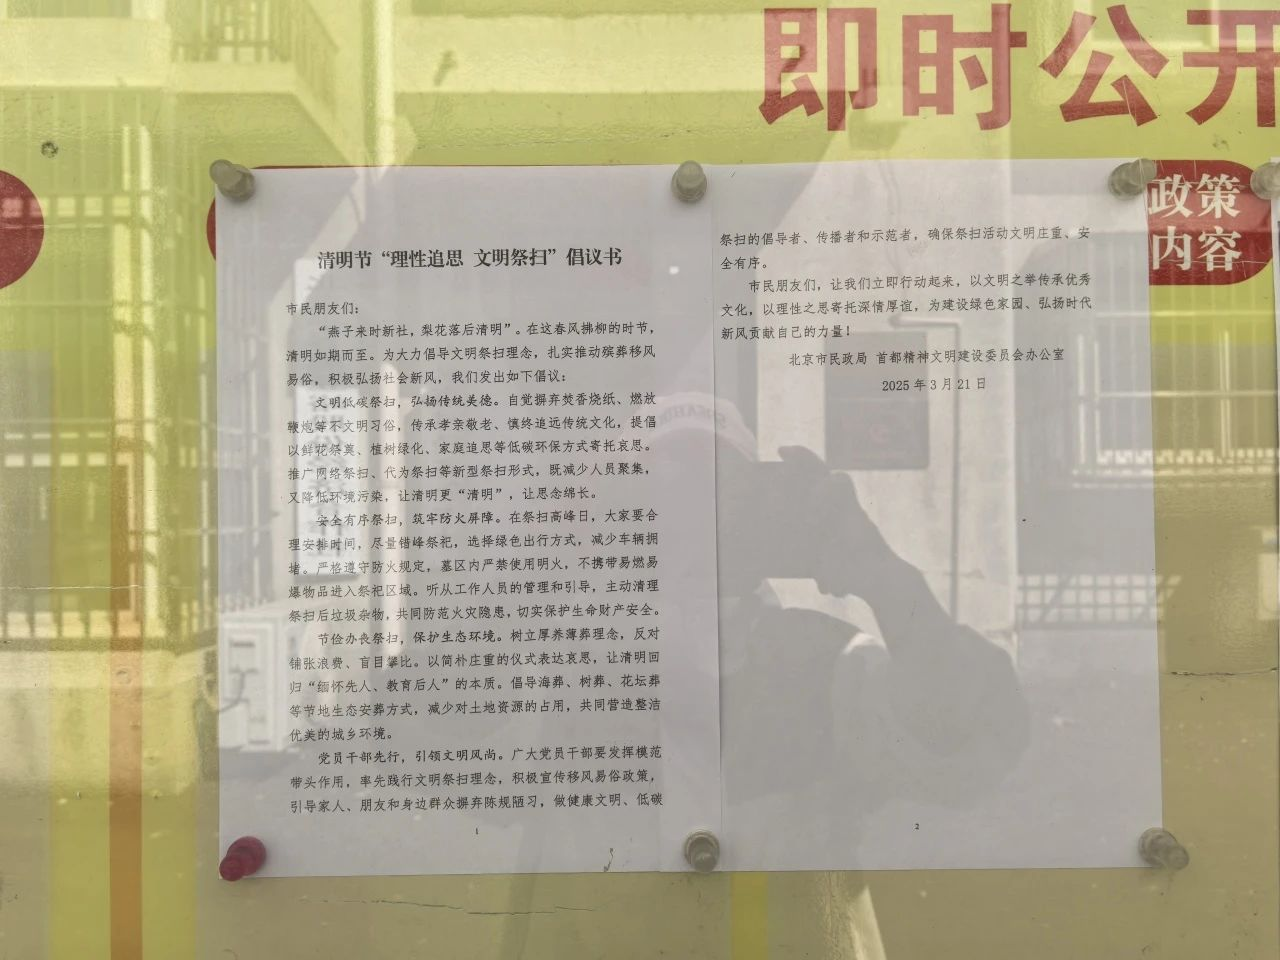 即时公开
政策
内容
清明节“理性追思 文明祭扫”倡议书
市民朋友们:
“燕子来时新社，梨花落后清明”。在这春风拂柳的时节，
清明如期而至。为大力倡导文明祭扫理念，扎实推动殡葬移风
易俗，积极弘扬社会新风，我们发出如下倡议:
文明低碳祭扫，弘扬传统美德。自觉摒弃焚香烧纸、燃放
鞭炮等不文明习俗，传承孝亲敬老、慎终追远传统文化，提倡
以鲜花祭奠、植树绿化、家庭追思等低碳环保方式寄托哀思。
推广网络祭扫、代为祭扫等新型祭扫形式，既减少人员聚集，
又降低环境污染，让清明更“清明”，让思念绵长。
安全有序祭扫，筑牢防火屏障。在祭扫高峰日，大家要合
理安排时间，尽量错峰祭祀，选择绿色出行方式，减少车辆拥
堵。严格遵守防火规定，墓区内严禁使用明火，不携带易燃易
爆物品进入祭祀区域。听从工作人员的管理和引导，主动清理
祭扫后垃圾杂物，共同防范火灾隐患，切实保护生命财产安全。
节俭办丧祭扫，保护生态环境。树立厚养薄葬理念，反对
铺张浪费、盲目攀比。以简朴庄重的仪式表达哀思，让清明回
归“缅怀先人、教育后人”的本质。倡导海葬、树葬、花坛葬
等节地生态安葬方式，减少对土地资源的占用，共同营造整洁
优美的城乡环境。
党员干部先行，引领文明风尚。广大党员干部要发挥模范
带头作用，率先践行文明祭扫理念，积极宣传移风易俗政策，
引导家人、朋友和身边群众摒弃陈规陋习，做健康文明、低碳
1
祭扫的倡导者、传播者和示范者，确保祭扫活动文明庄重、安
全有序。
市民朋友们，让我们立即行动起来，以文明之举传承优秀
文化，以理性之思寄托深情厚谊，为建设绿色家园、弘扬时代
新风贡献自己的力量!
北京市民政局 首都精神文明建设委员会办公室
2025年3月21日
2